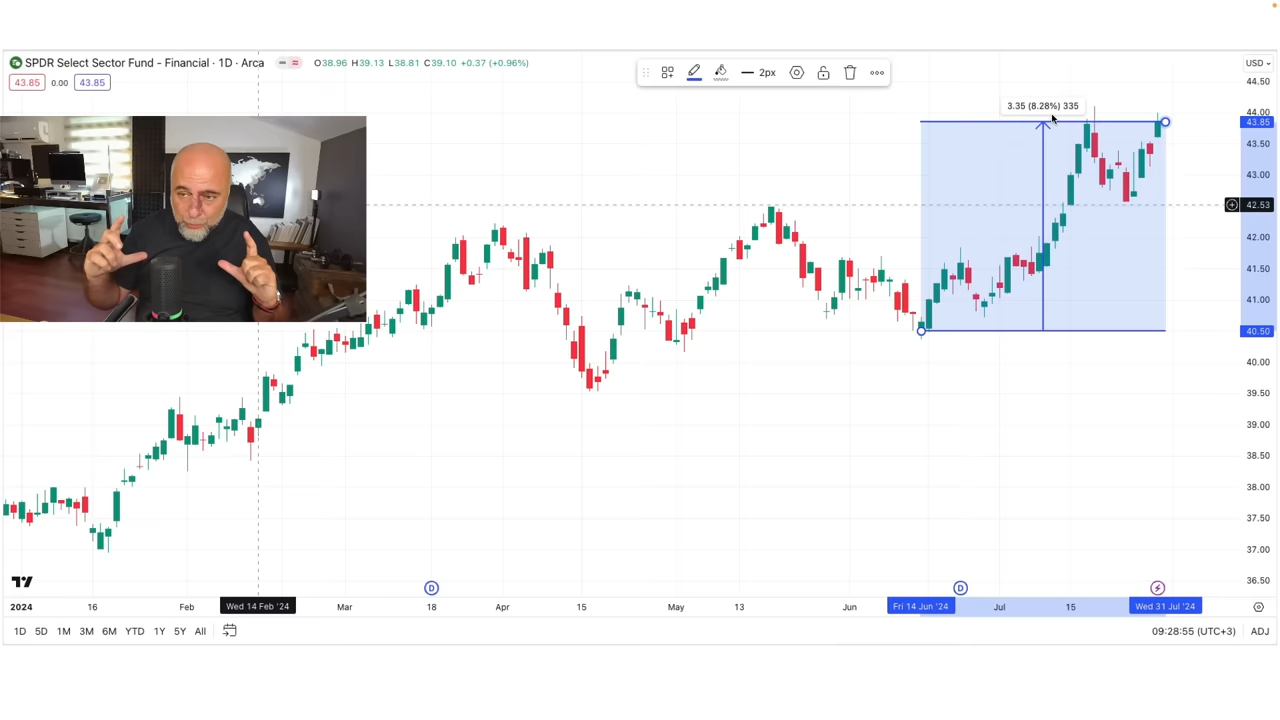 SPDR Select Sector Fund - Financial · 1D · Arca O38.96 H39.13 L38.81 C39.10 +0.37 (+0.96%)
43.85 0.00 43.85
2px
USD
44.50
3.35 (8.28%) 335
44.00
43.85
43.50
43.00
42.53
42.00
41.50
41.00
40.50
40.00
39.50
39.00
38.50
38.00
37.50
37.00
36.50
D D
2024 16 Feb Wed 14 Feb '24 Mar 18 Apr 15 May 13 Jun Fri 14 Jun '24 Jul 15 Wed 31 Jul '24
1D 5D 1M 3M 6M YTD 1Y 5Y All 09:28:55 (UTC+3) ADJ